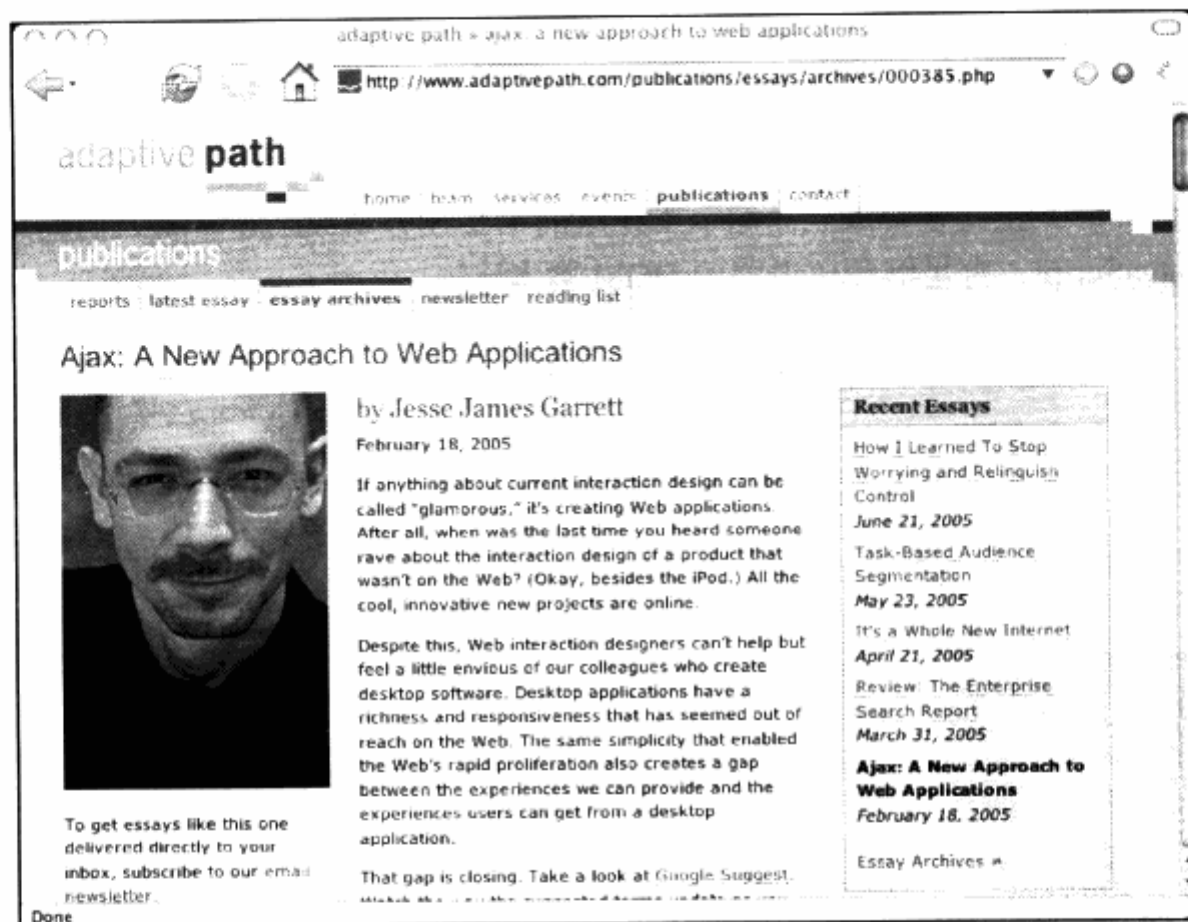 adaptive path » ajax: a new approach to web applications
http://www.adaptivepath.com/publications/essays/archives/000385.php
adaptive path
home team services events publications contact
publications
reports latest essay essay archives newsletter reading list
Ajax: A New Approach to Web Applications
by Jesse James Garrett
February 18, 2005
If anything about current interaction design can be
called "glamorous," it's creating Web applications.
After all, when was the last time you heard someone
rave about the interaction design of a product that
wasn't on the Web? (Okay, besides the iPod.) All the
cool, innovative new projects are online.
Despite this, Web interaction designers can't help but
feel a little envious of our colleagues who create
desktop software. Desktop applications have a
richness and responsiveness that has seemed out of
reach on the Web. The same simplicity that enabled
the Web's rapid proliferation also creates a gap
between the experiences we can provide and the
experiences users can get from a desktop
application.
That gap is closing. Take a look at Google Suggest.
To get essays like this one
delivered directly to your
inbox, subscribe to our email
newsletter.
Recent Essays
How I Learned To Stop
Worrying and Relinquish
Control
June 21, 2005
Task-Based Audience
Segmentation
May 23, 2005
It's a Whole New Internet
April 21, 2005
Review: The Enterprise
Search Report
March 31, 2005
Ajax: A New Approach to
Web Applications
February 18, 2005
Essay Archives »
Done